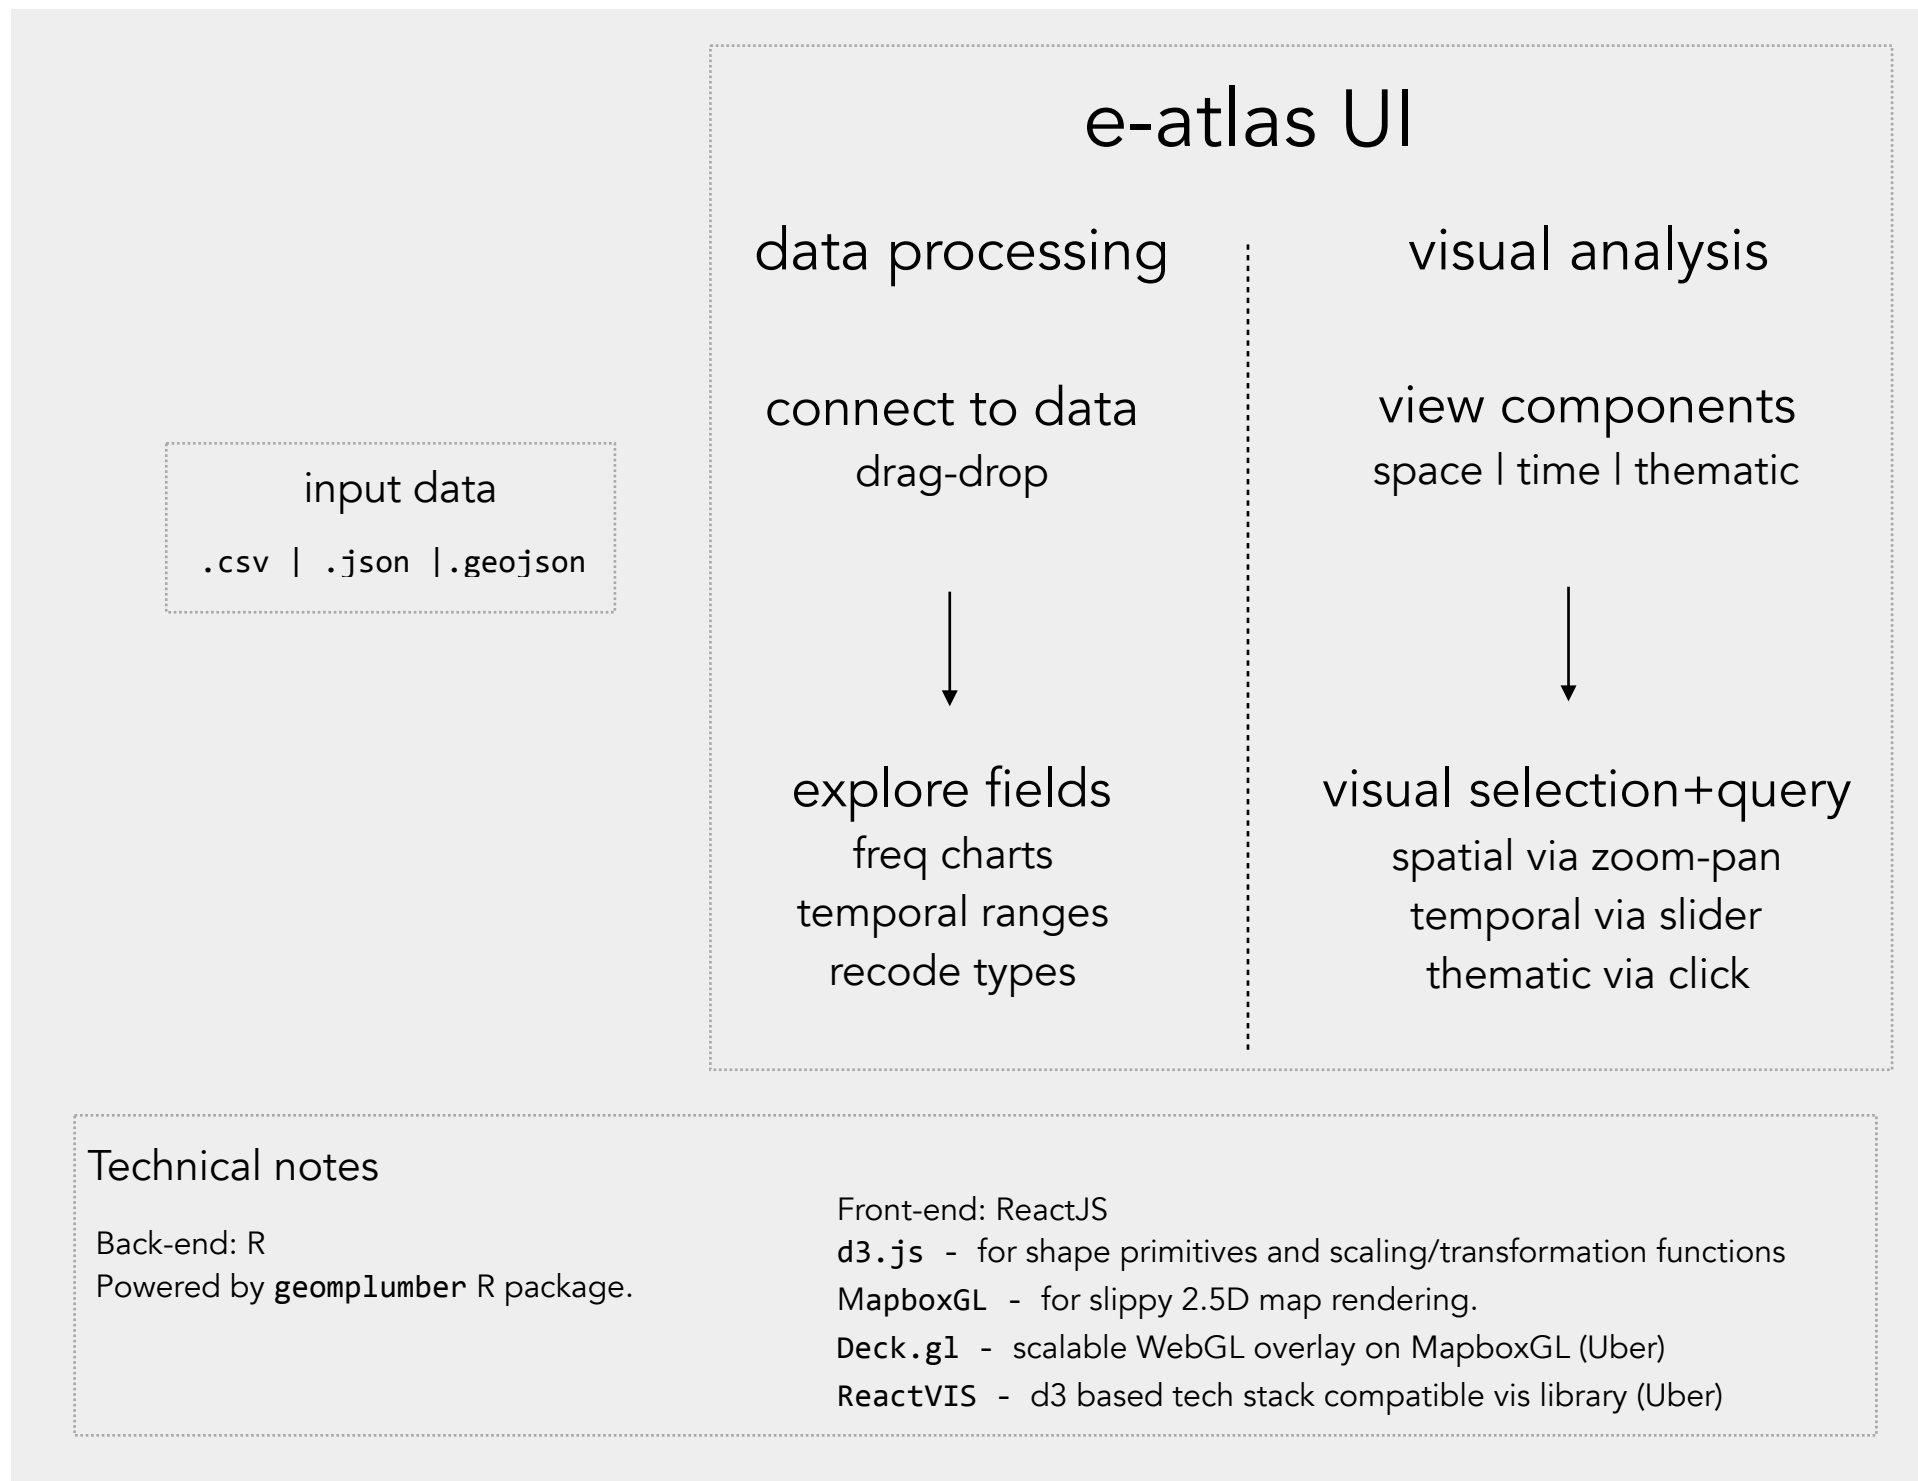 e-atlas UI
data processing
connect to data
drag-drop
explore fields
freq charts
temporal ranges
recode types
visual analysis
view components
space | time | thematic
visual selection+query
spatial via zoom-pan
temporal via slider
thematic via click
input data
.csv | .json |.geojson
Technical notes
Back-end: R
Powered by geomplumber R package.
Front-end: ReactJS
d3.js - for shape primitives and scaling/transformation functions
MapboxGL - for slippy 2.5D map rendering.
Deck.gl - scalable WebGL overlay on MapboxGL (Uber)
ReactVIS - d3 based tech stack compatible vis library (Uber)